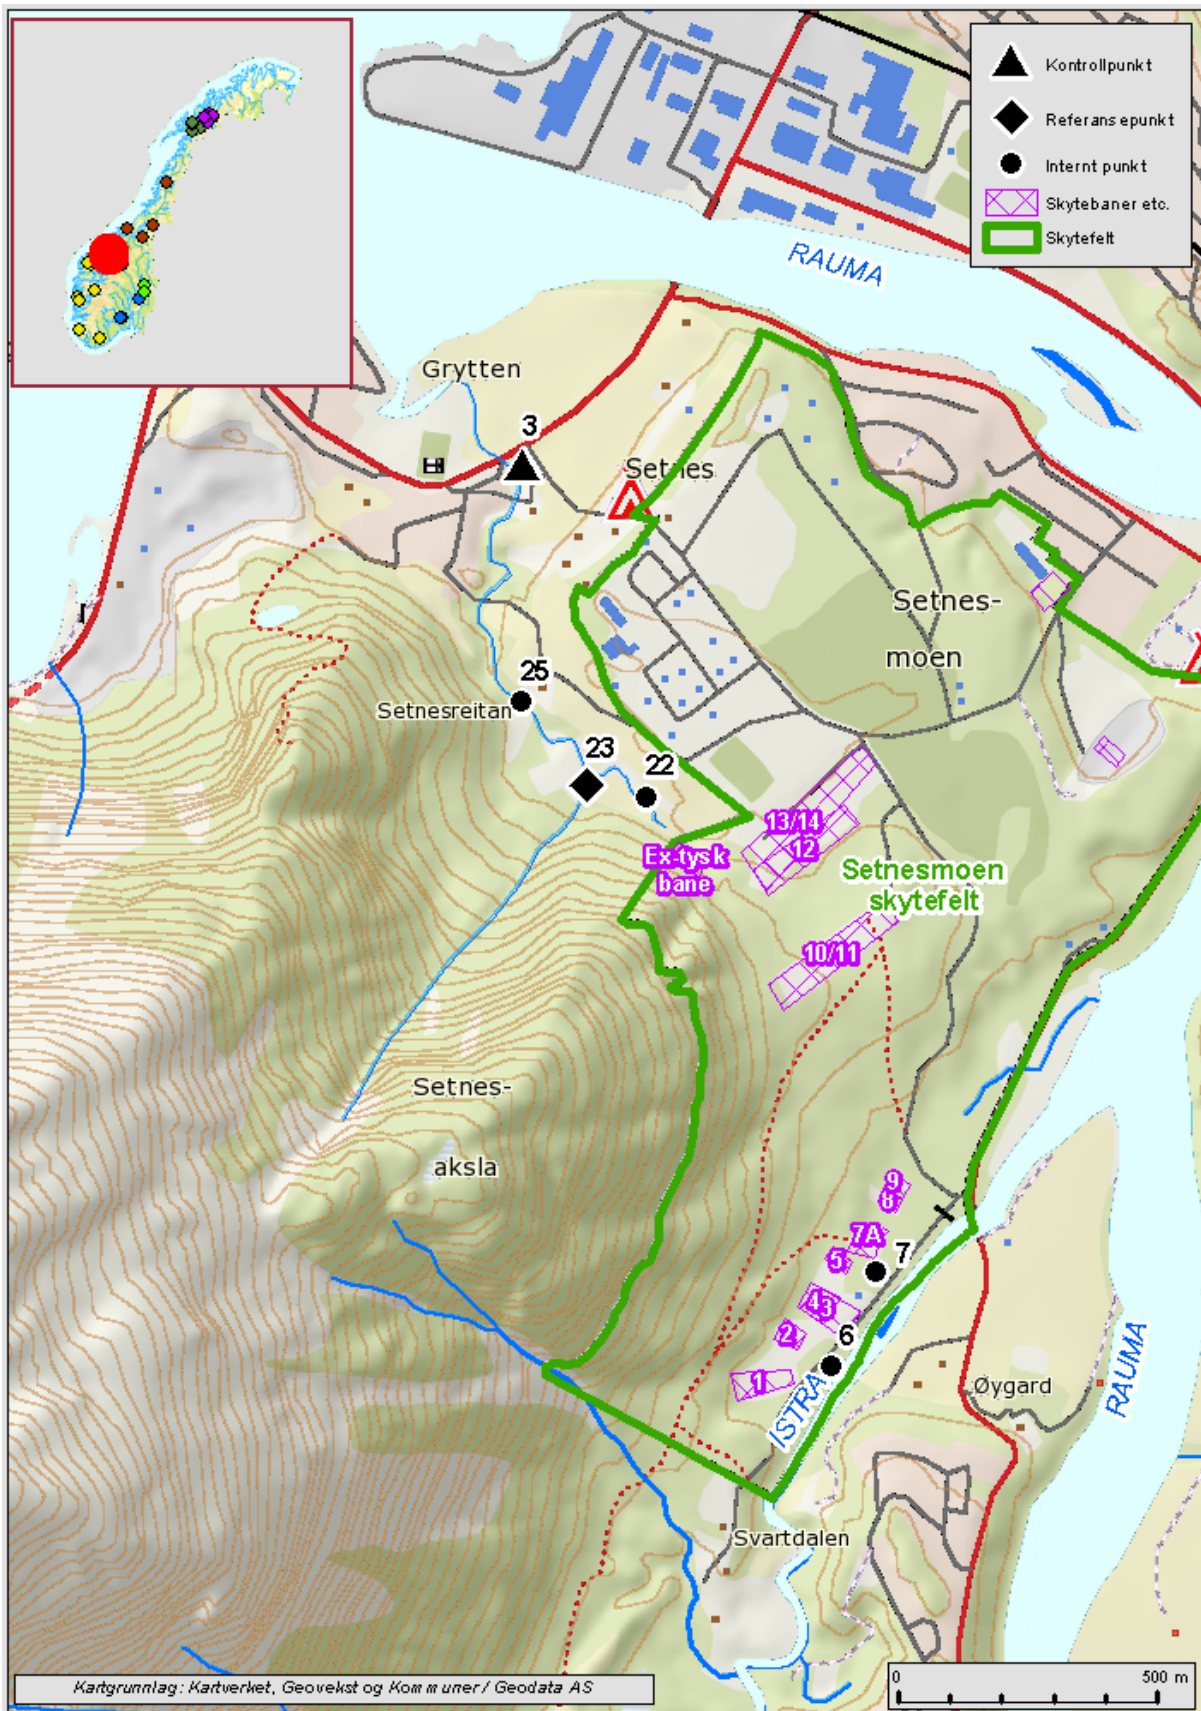 Kontrollpunkt
Referansepunkt
Internt punkt
Skytebaner etc.
Skytefelt
RAUMA
Grytten
3
Setnes
Setnes-
moen
25
Setnesreitan
23
22
13/14
12
Ex-tysk
bane
Setnesmoen
skytefelt
10/11
Setnes-
aksla
9
8
7A
7
5
4
3
2
6
1
ISTRA
Øygard
RAUMA
Svartdalen
Kartgrunnlag: Kartverket, Geovekst og Kommuner / Geodata AS
0 500 m